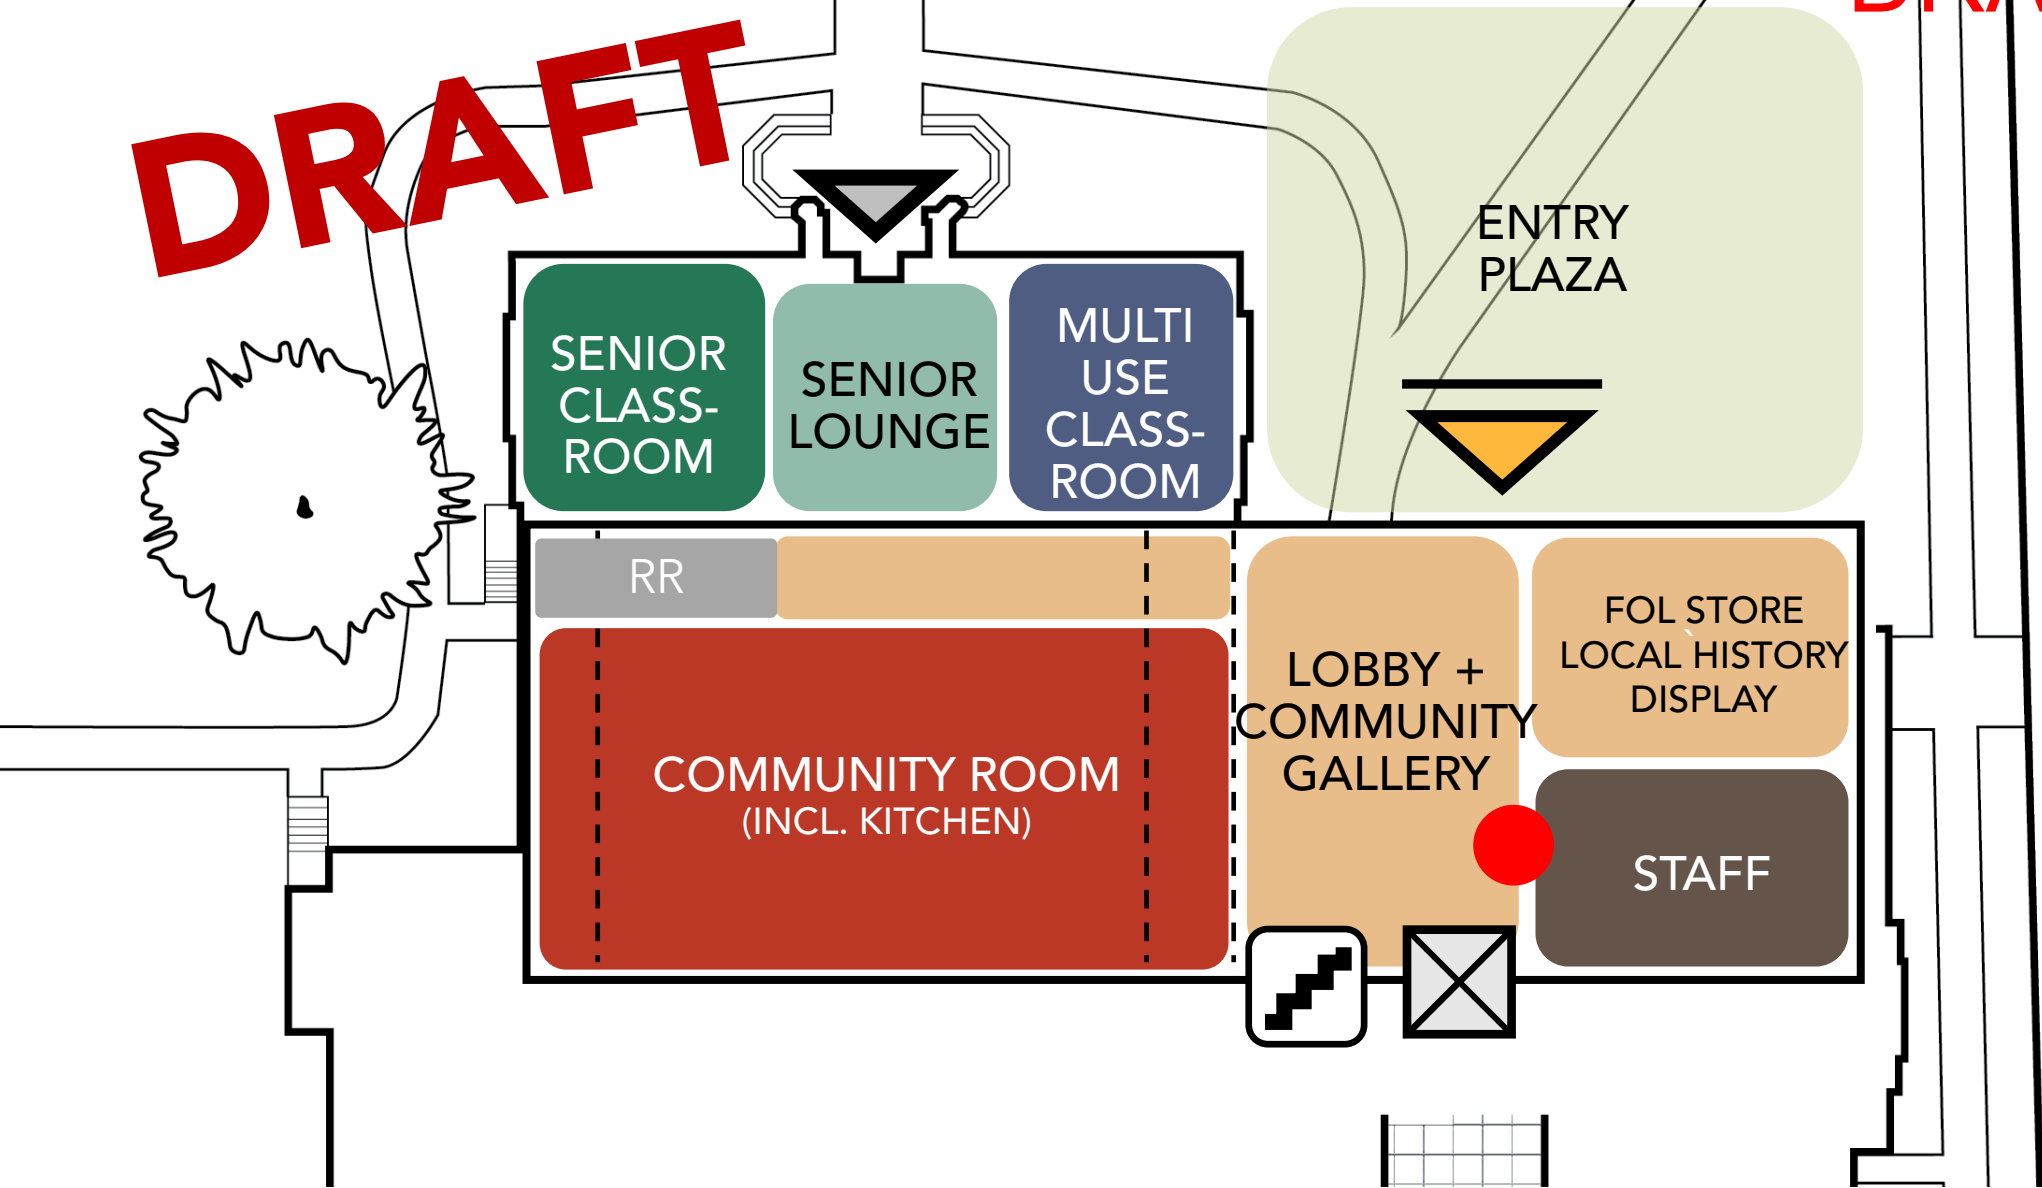 DRAFT
ENTRY
PLAZA
SENIOR
CLASS-
ROOM
SENIOR
LOUNGE
MULTI
USE
CLASS-
ROOM
RR
COMMUNITY ROOM
(INCL. KITCHEN)
LOBBY +
COMMUNITY
GALLERY
FOL STORE
LOCAL HISTORY
DISPLAY
STAFF